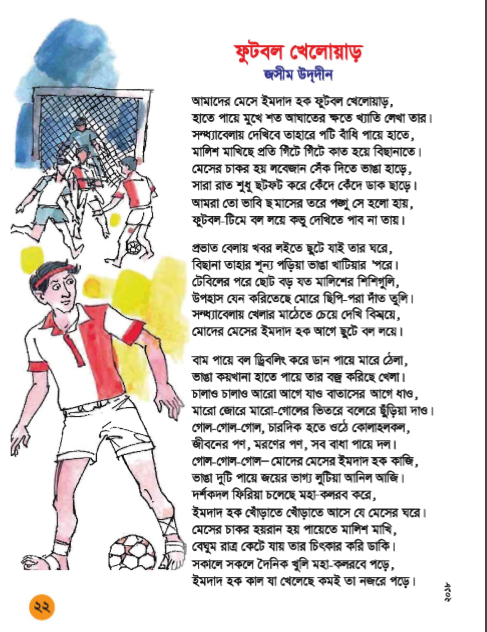 ফুটবল খেলোয়াড়
জসীম উদ্‌দীন
আমাদের মেসে ইমদাদ হক ফুটবল খেলোয়াড়,
হাতে পায়ে মুখে শত আঘাতের ক্ষতে খ্যাতি লেখা তার।
সন্ধ্যাবেলায় দেখিবে তাহারে পটি বাঁধি পায়ে হাতে,
মালিশ মাখিছে প্রতি গিঁটে গিঁটে কাত হয়ে বিছানাতে।
মেসের চাকর হয় লবেজান সেঁক দিতে ভাঙা হাড়ে,
সারা রাত শুধু ছটফট করে কেঁদে কেঁদে ডাক ছাড়ে।
আমরা তো ভাবি ছমাসের তরে পঙ্গু সে হলো হায়,
ফুটবল-টিমে বল লয়ে কভু দেখিতে পাব না তায়।
প্রভাত বেলায় খবর লইতে ছুটে যাই তার ঘরে,
বিছানা তাহার শূন্য পড়িয়া ভাঙা খাটিয়ার 'পরে।
টেবিলের পরে ছোট বড় যত মালিশের শিশিগুলি,
উপহাস যেন করিতেছে মোরে ছিপি-পরা দাঁত তুলি।
সন্ধ্যাবেলায় খেলার মাঠেতে চেয়ে দেখি বিস্ময়ে,
মোদের মেসের ইমদাদ হক আগে ছুটে বল লয়ে।
বাম পায়ে বল ড্রিবলিং করে ডান পায়ে মারে ঠেলা,
ভাঙা কয়খানা হাতে পায়ে তার বজ্র করিছে খেলা।
চালাও চালাও আরো আগে যাও বাতাসের আগে ধাও,
মারো জোরে মারো-গোলের ভিতরে বলেরে ছুঁড়িয়া দাও।
গোল-গোল-গোল, চারদিক হতে ওঠে কোলাহলকল,
জীবনের পণ, মরণের পণ, সব বাধা পায়ে দল।
গোল-গোল-গোল– মোদের মেসের ইমদাদ হক কাজি,
ভাঙা দুটি পায়ে জয়ের ভাগ্য লুটিয়া আনিল আজি।
দর্শকদল ফিরিয়া চলেছে মহা-কলরব করে,
ইমদাদ হক খোঁড়াতে খোঁড়াতে আসে যে মেসের ঘরে।
মেসের চাকর হয়রান হয় পায়েতে মালিশ মাখি,
বেঘুম রাত্র কেটে যায় তার চিৎকার করি ডাকি।
সকালে সকলে দৈনিক খুলি মহা-কলরবে পড়ে,
ইমদাদ হক কাল যা খেলেছে কমই তা নজরে পড়ে।
২০১৮
২২